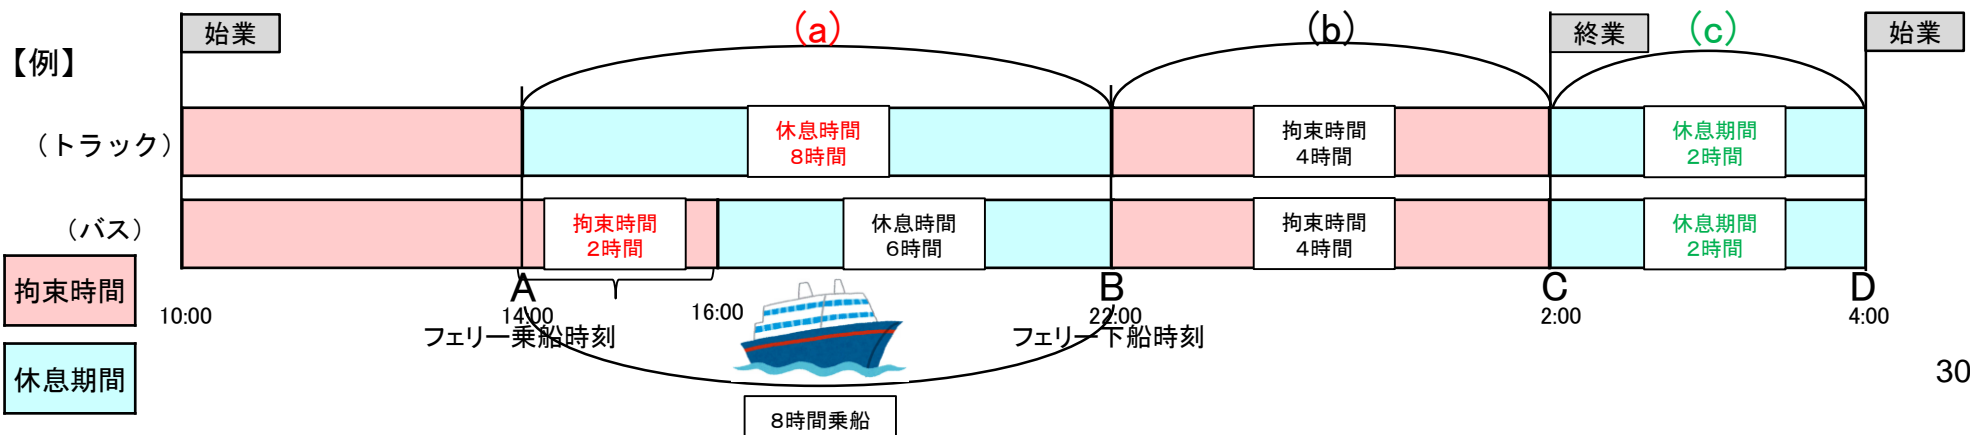 (a)
(b)
(c)
始業
終業
始業
【例】
(トラック)
休息時間
8時間
拘束時間
4時間
休息期間
2時間
(バス)
拘束時間
2時間
休息時間
6時間
拘束時間
4時間
休息期間
2時間
拘束時間
休息期間
A
B
C
D
10:00
14:00
16:00
22:00
2:00
4:00
フェリー乗船時刻
フェリー下船時刻
8時間乗船
30